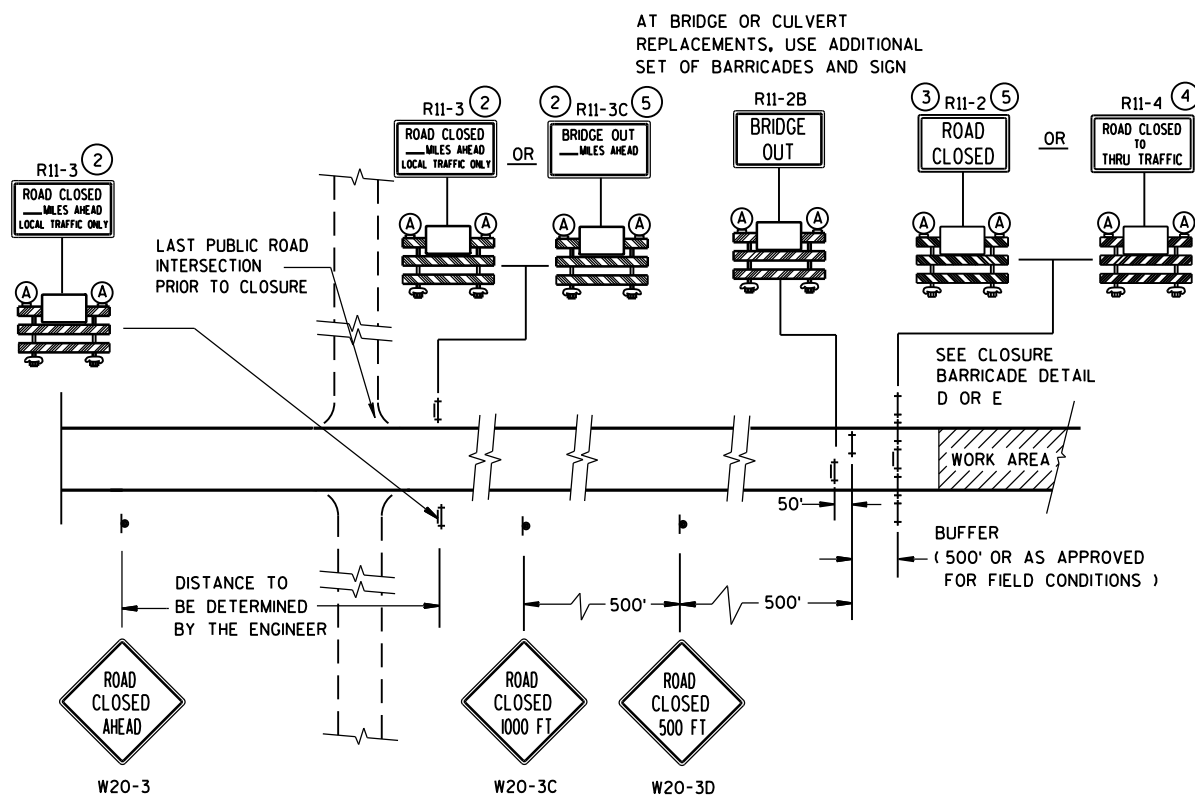 AT BRIDGE OR CULVERT
REPLACEMENTS, USE ADDITIONAL
SET OF BARRICADES AND SIGN
R11-3 2
ROAD CLOSED
___MILES AHEAD
LOCAL TRAFFIC ONLY
A A
LAST PUBLIC ROAD
INTERSECTION
PRIOR TO CLOSURE
R11-3 2
ROAD CLOSED
___MILES AHEAD
LOCAL TRAFFIC ONLY
A A
OR
2 R11-3C 5
BRIDGE OUT
___MILES AHEAD
A A
R11-2B
BRIDGE
OUT
A A
3 R11-2 5
ROAD
CLOSED
A A
OR
R11-4 4
ROAD CLOSED
TO
THRU TRAFFIC
A A
SEE CLOSURE
BARRICADE DETAIL
D OR E
WORK AREA
50'
BUFFER
( 500' OR AS APPROVED
FOR FIELD CONDITIONS )
DISTANCE TO
BE DETERMINED
BY THE ENGINEER
500'
500'
ROAD
CLOSED
AHEAD
W20-3
ROAD
CLOSED
1000 FT
W20-3C
ROAD
CLOSED
500 FT
W20-3D